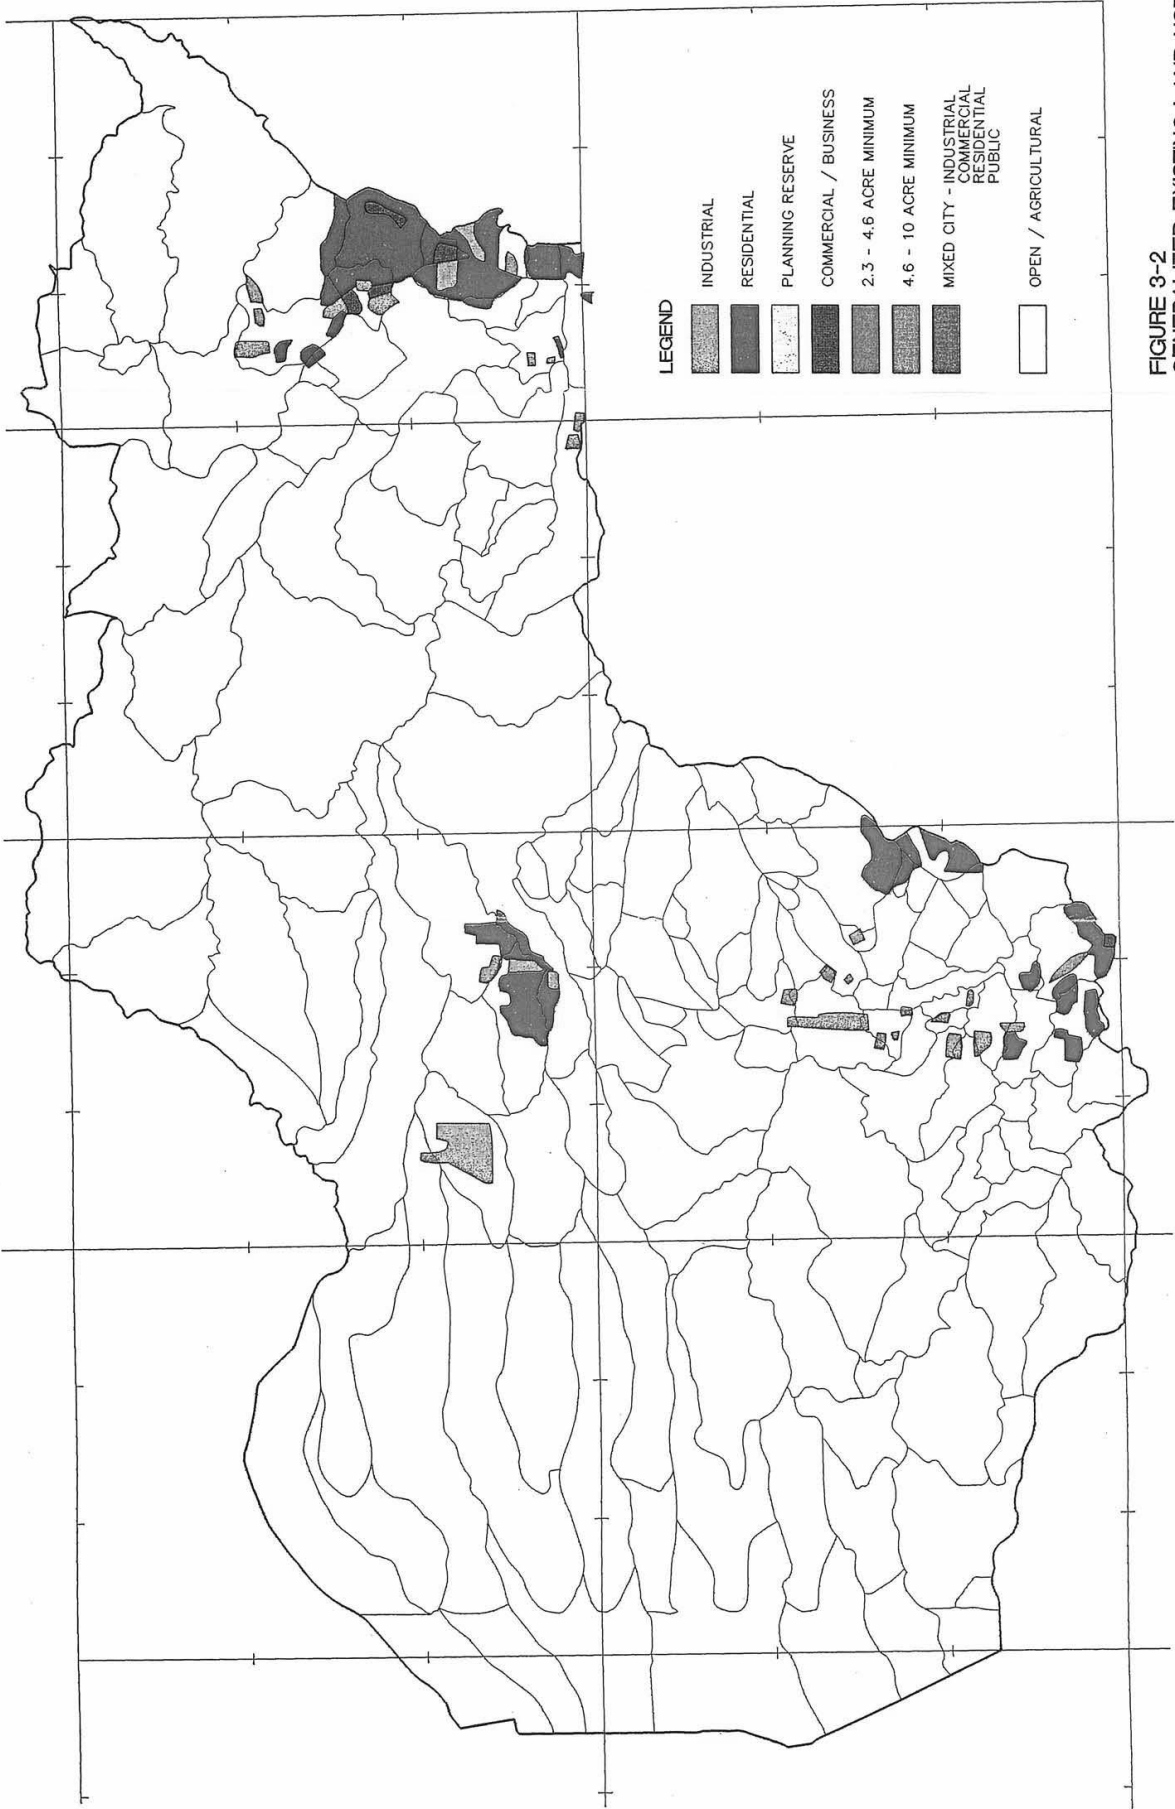 LEGEND
INDUSTRIAL
RESIDENTIAL
PLANNING RESERVE
COMMERCIAL / BUSINESS
2.3 - 4.6 ACRE MINIMUM
4.6 - 10 ACRE MINIMUM
MIXED CITY - INDUSTRIAL
COMMERCIAL
RESIDENTIAL
PUBLIC
OPEN / AGRICULTURAL
FIGURE 3-2